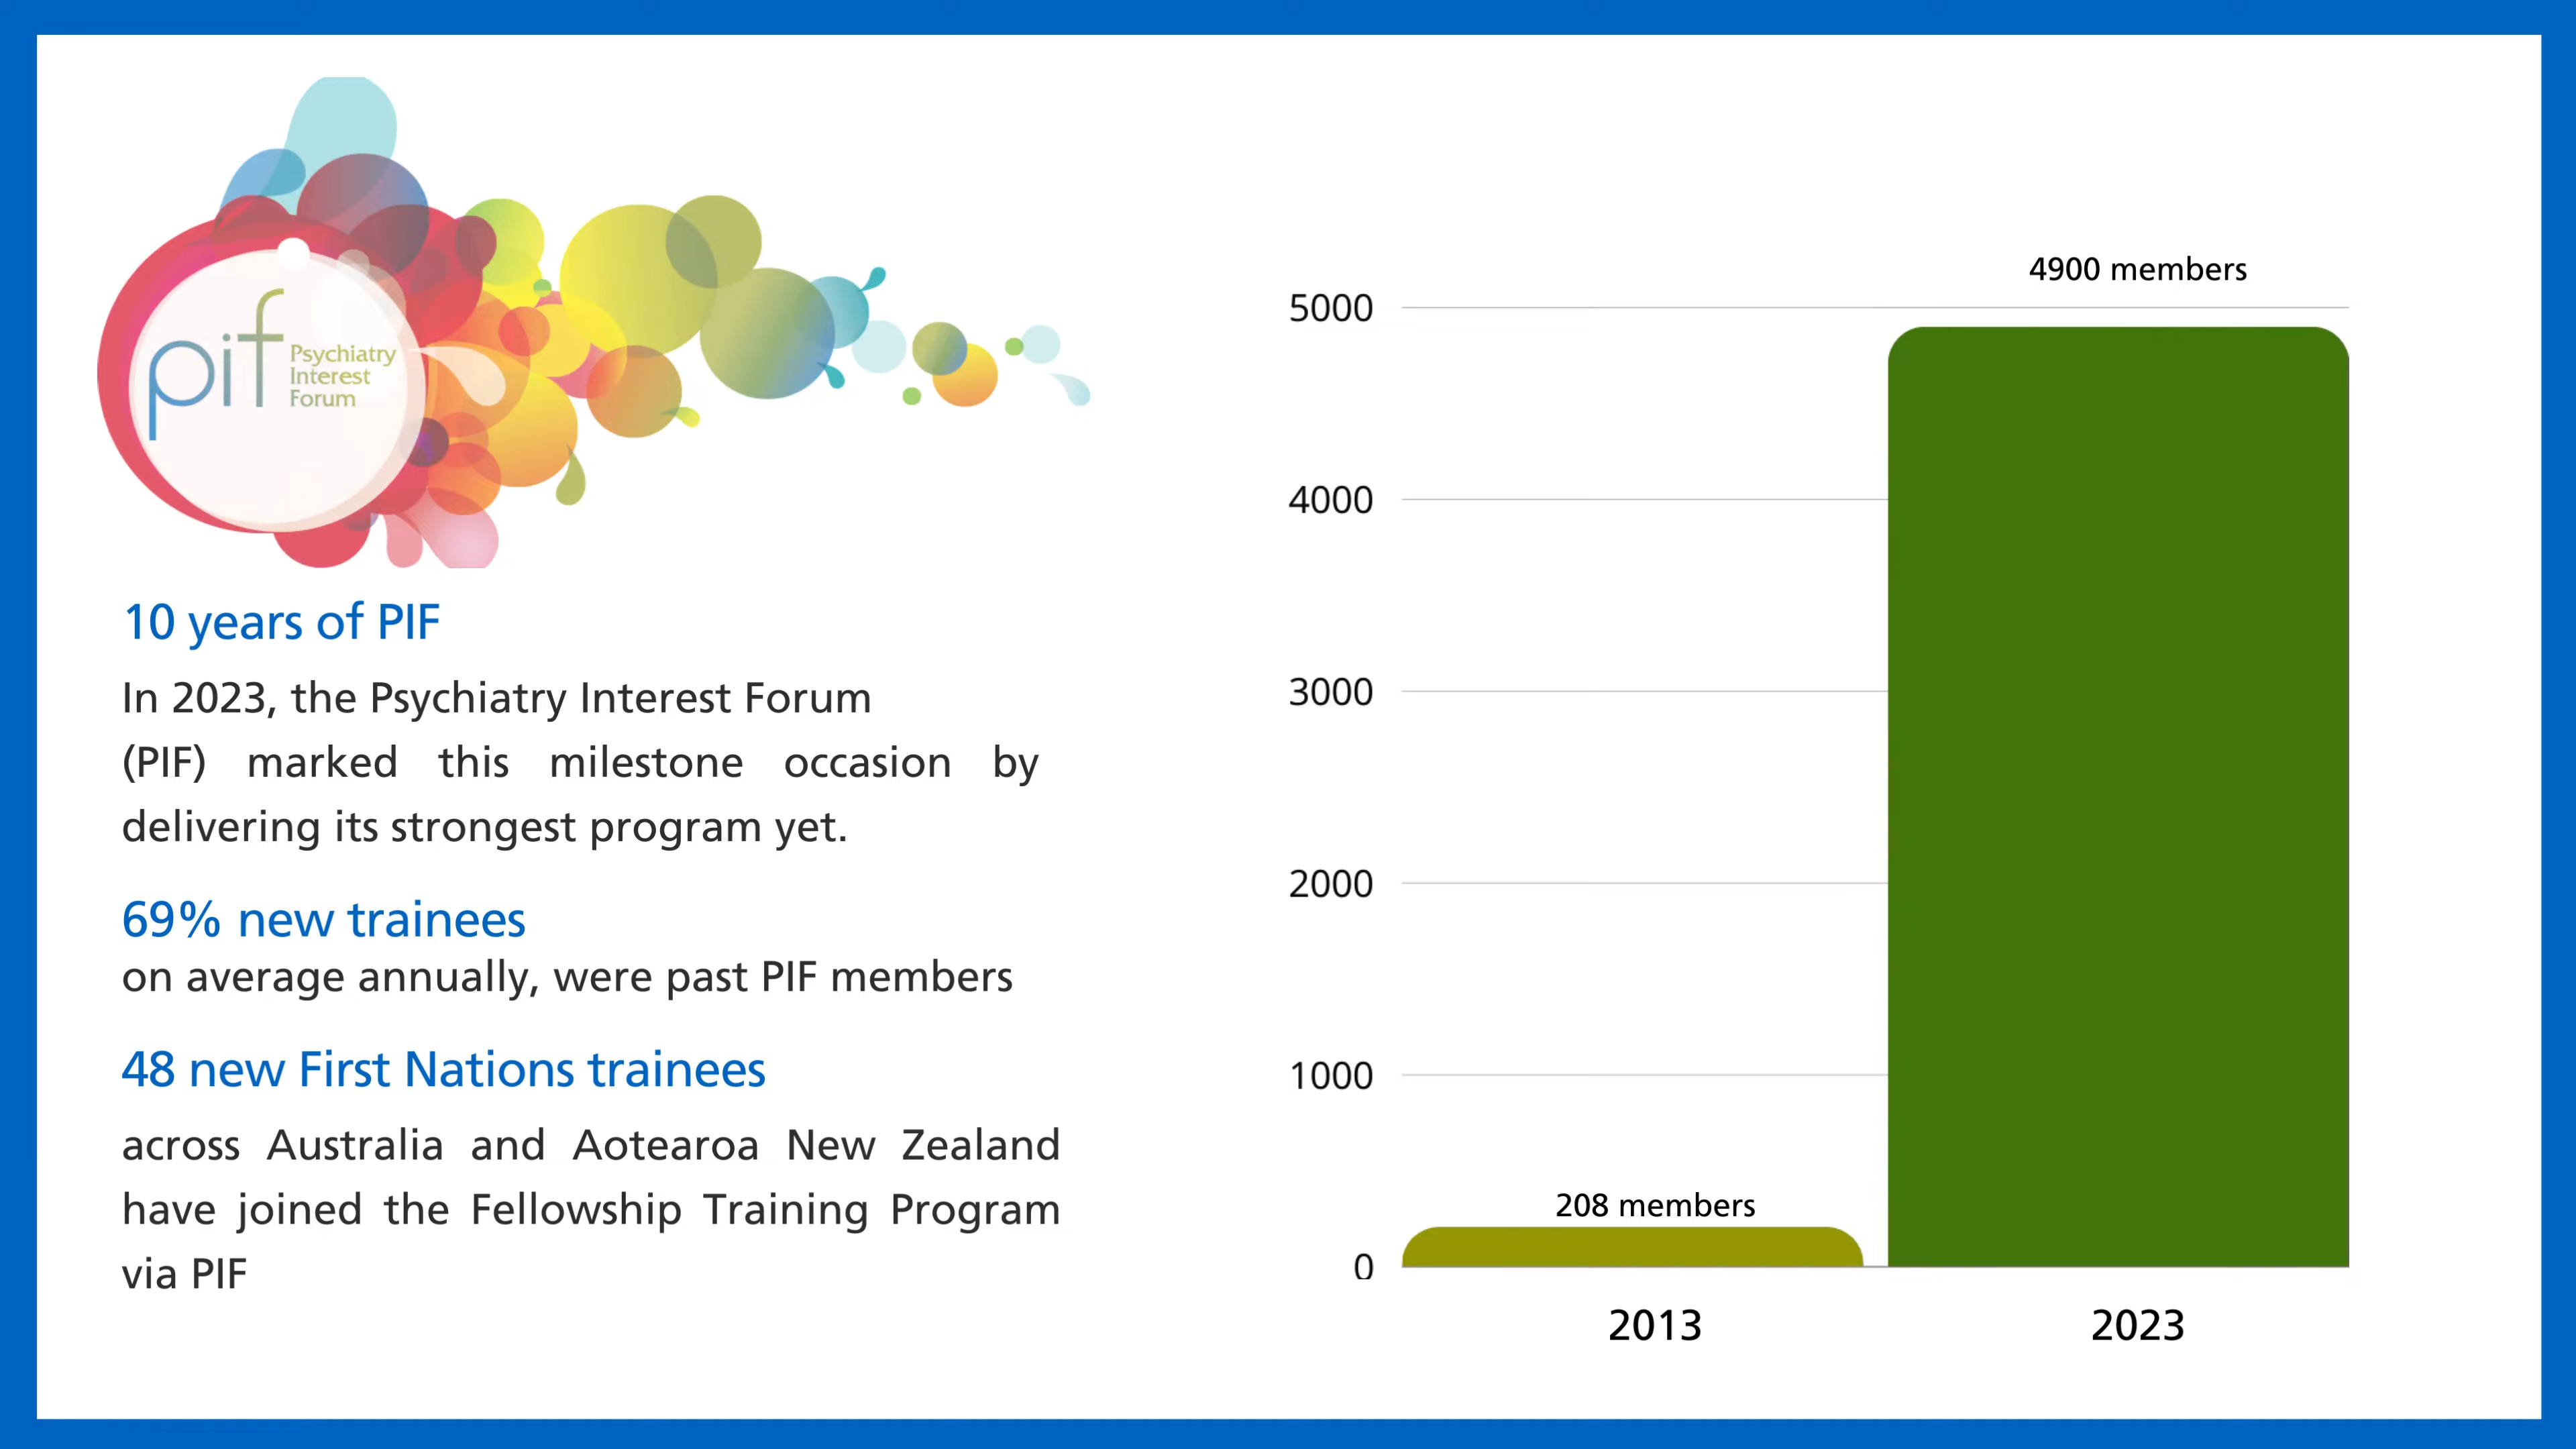 pif
Psychiatry
Interest
Forum
10 years of PIF
In 2023, the Psychiatry Interest Forum
(PIF) marked this milestone occasion by
delivering its strongest program yet.
69% new trainees
on average annually, were past PIF members
48 new First Nations trainees
across Australia and Aotearoa New Zealand
have joined the Fellowship Training Program
via PIF
4900 members
5000
4000
3000
2000
1000
208 members
0
2013
2023